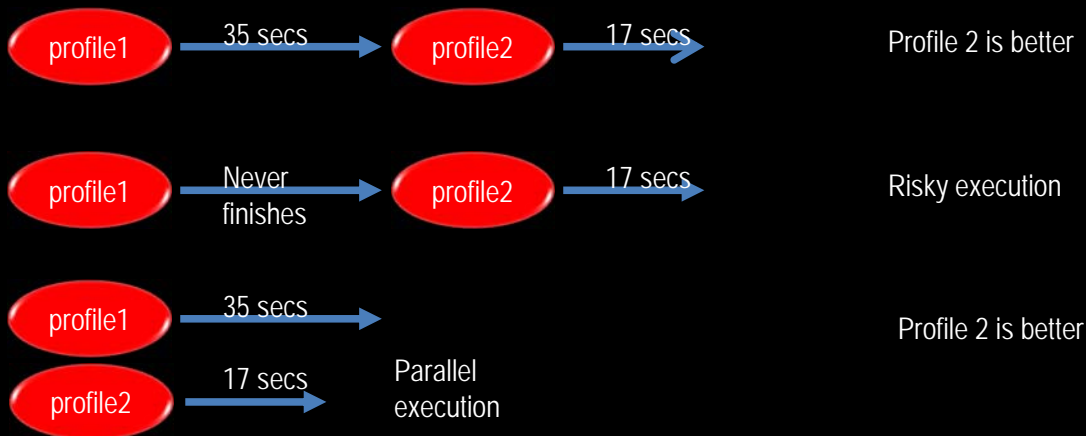 profile1
35 secs
profile2
17 secs
Profile 2 is better
profile1
Never
finishes
profile2
17 secs
Risky execution
profile1
35 secs
Profile 2 is better
profile2
17 secs
Parallel
execution